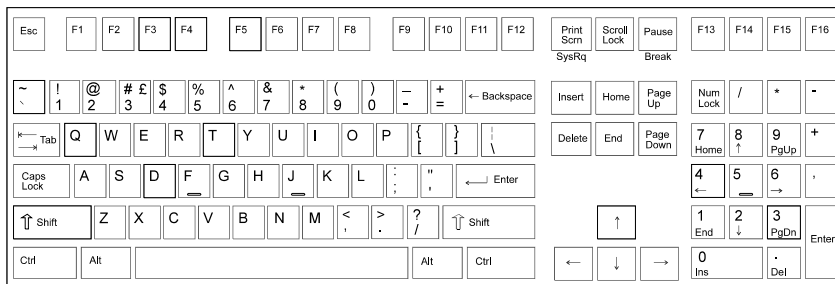 Esc F1 F2 F3 F4 F5 F6 F7 F8 F9 F10 F11 F12 Print Scrn Scroll Lock Pause F13 F14 F15 F16
SysRq Break
~ ! @ # £ $ % ^ & * ( ) — +
` 1 2 3 4 5 6 7 8 9 0 - = ← Backspace Insert Home Page Up Num Lock / * -
Tab Q W E R T Y U I O P { [ } ] ¦ \ Delete End Page Down 7 Home 8 ↑ 9 PgUp +
Caps Lock A S D F G H J K L : ; " ' Enter 4 ← 5 6 → ,
⇧ Shift Z X C V B N M < , > . ? / ⇧ Shift ↑ 1 End 2 ↓ 3 PgDn Enter
Ctrl Alt Alt Ctrl ← ↓ → 0 Ins . Del